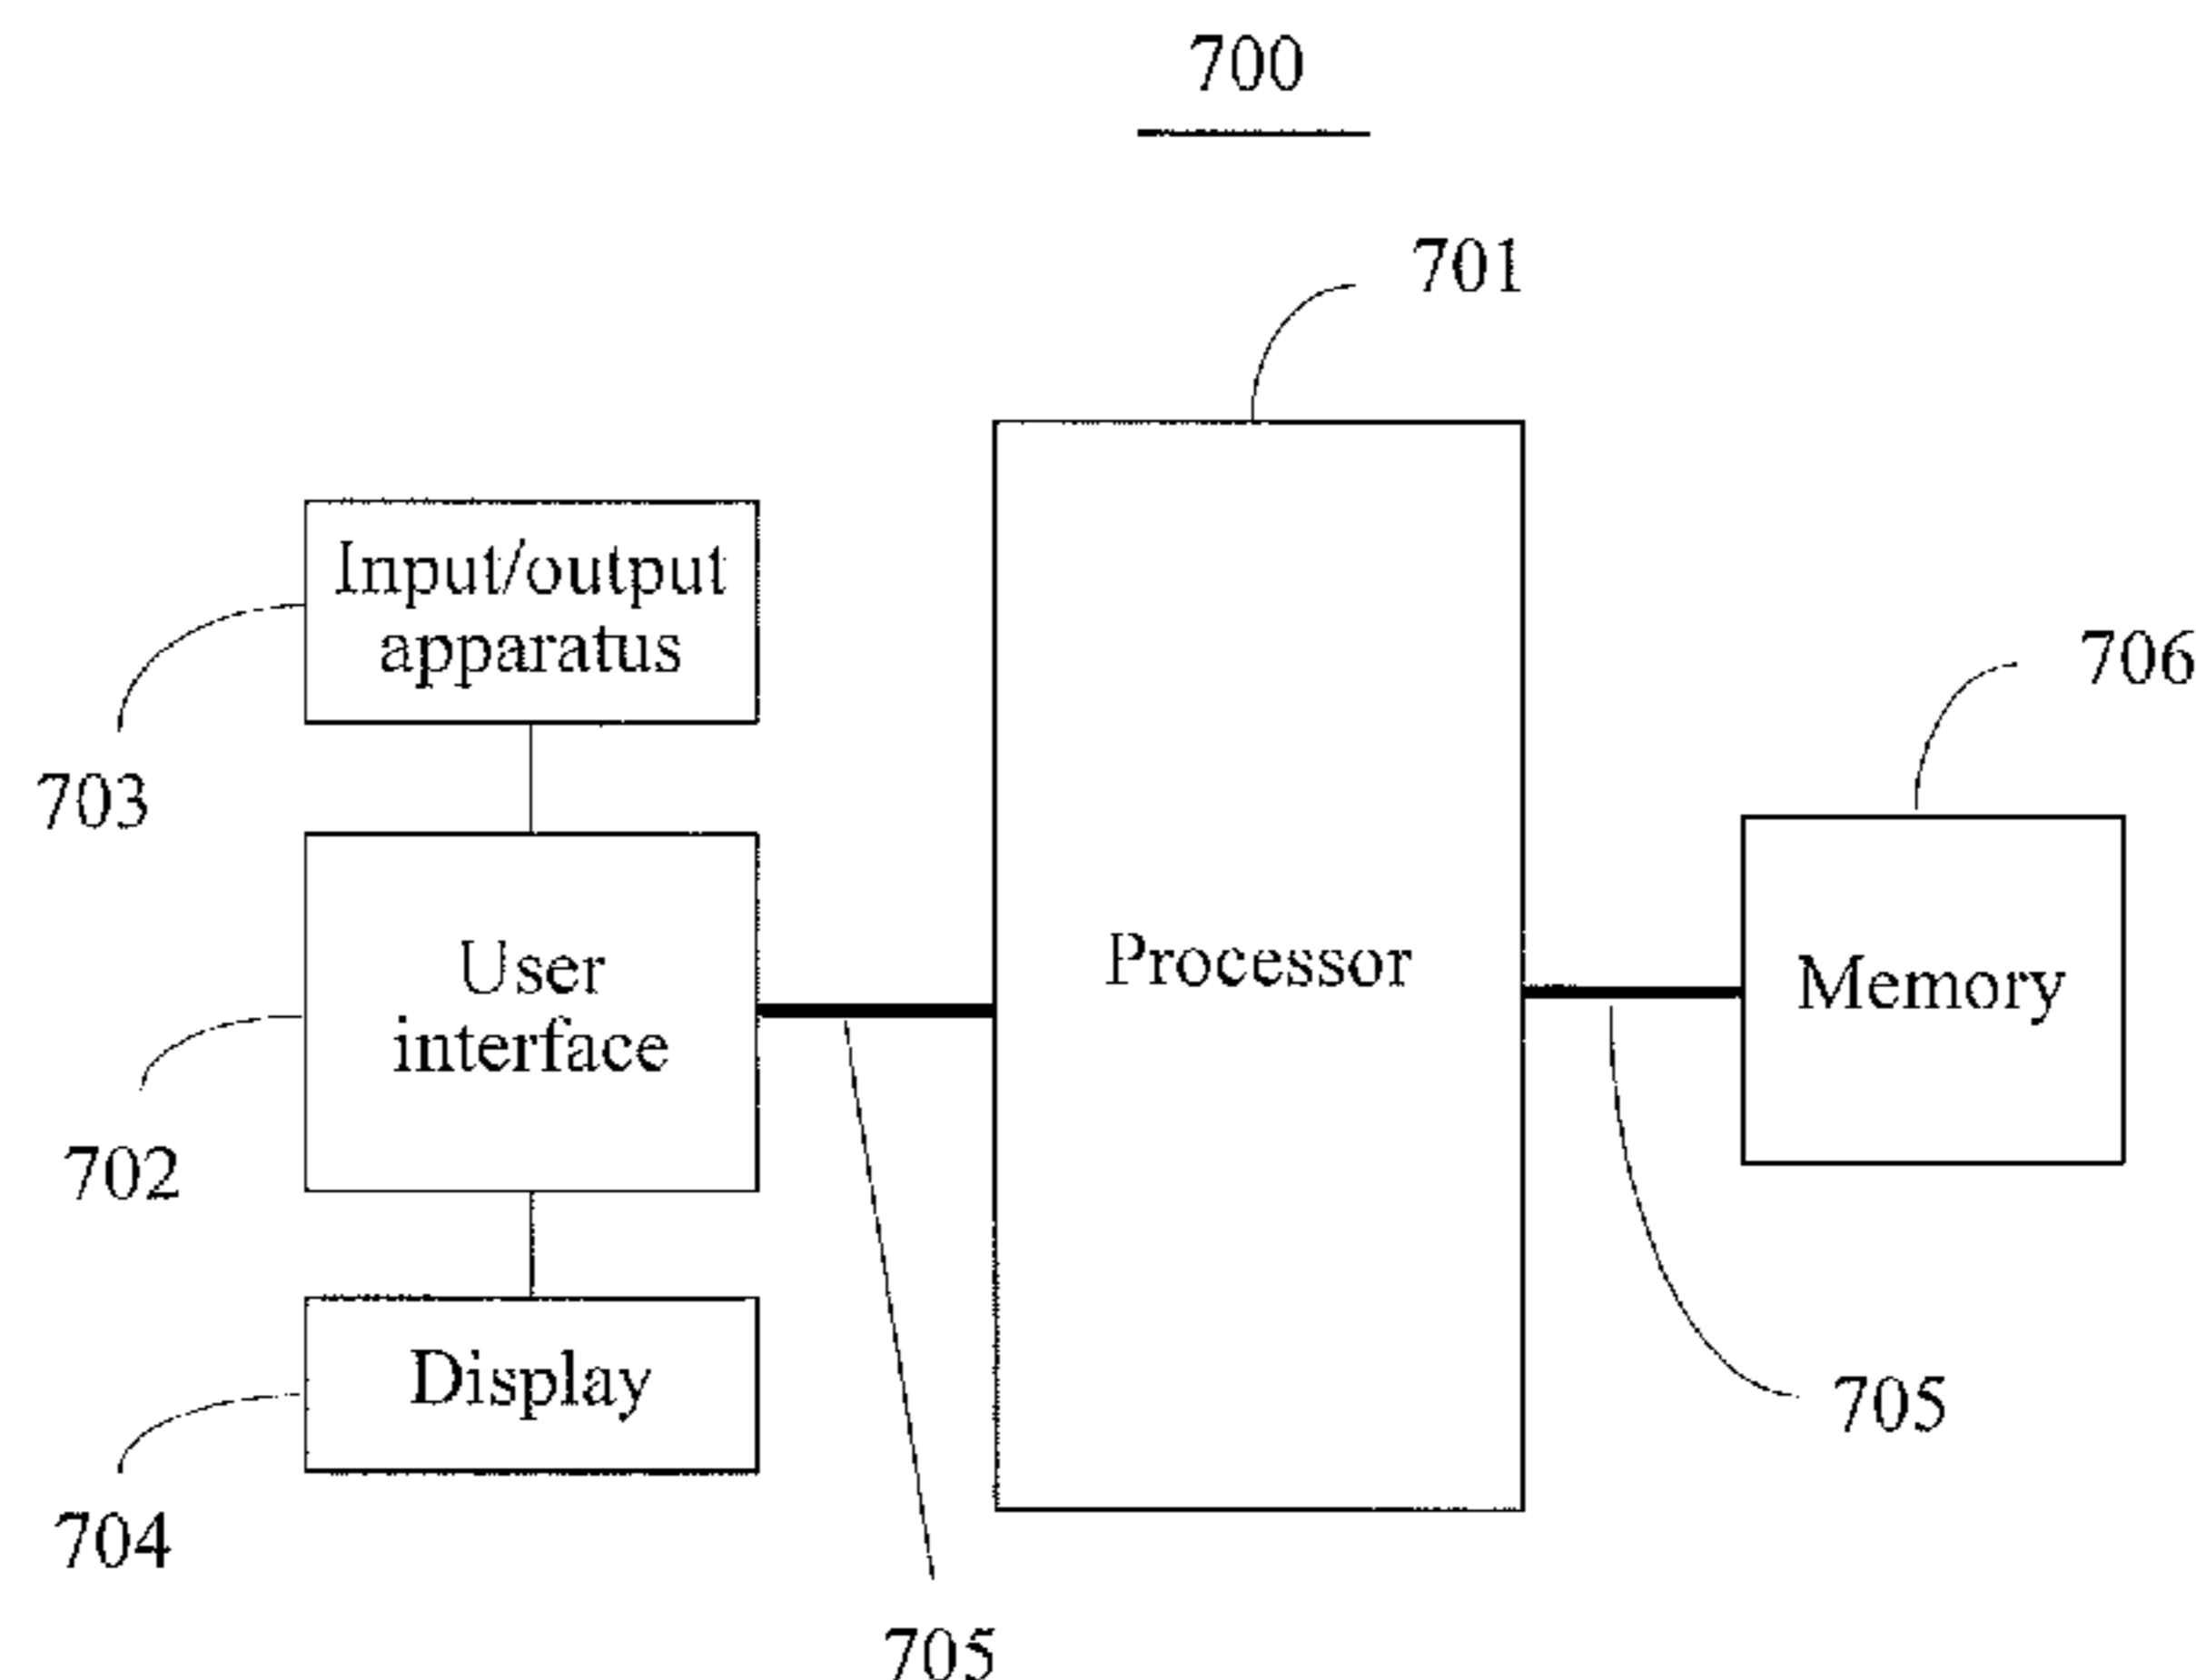 700
701
Input/output
apparatus
703
706
User
interface
Processor
Memory
702
Display
704
705
705